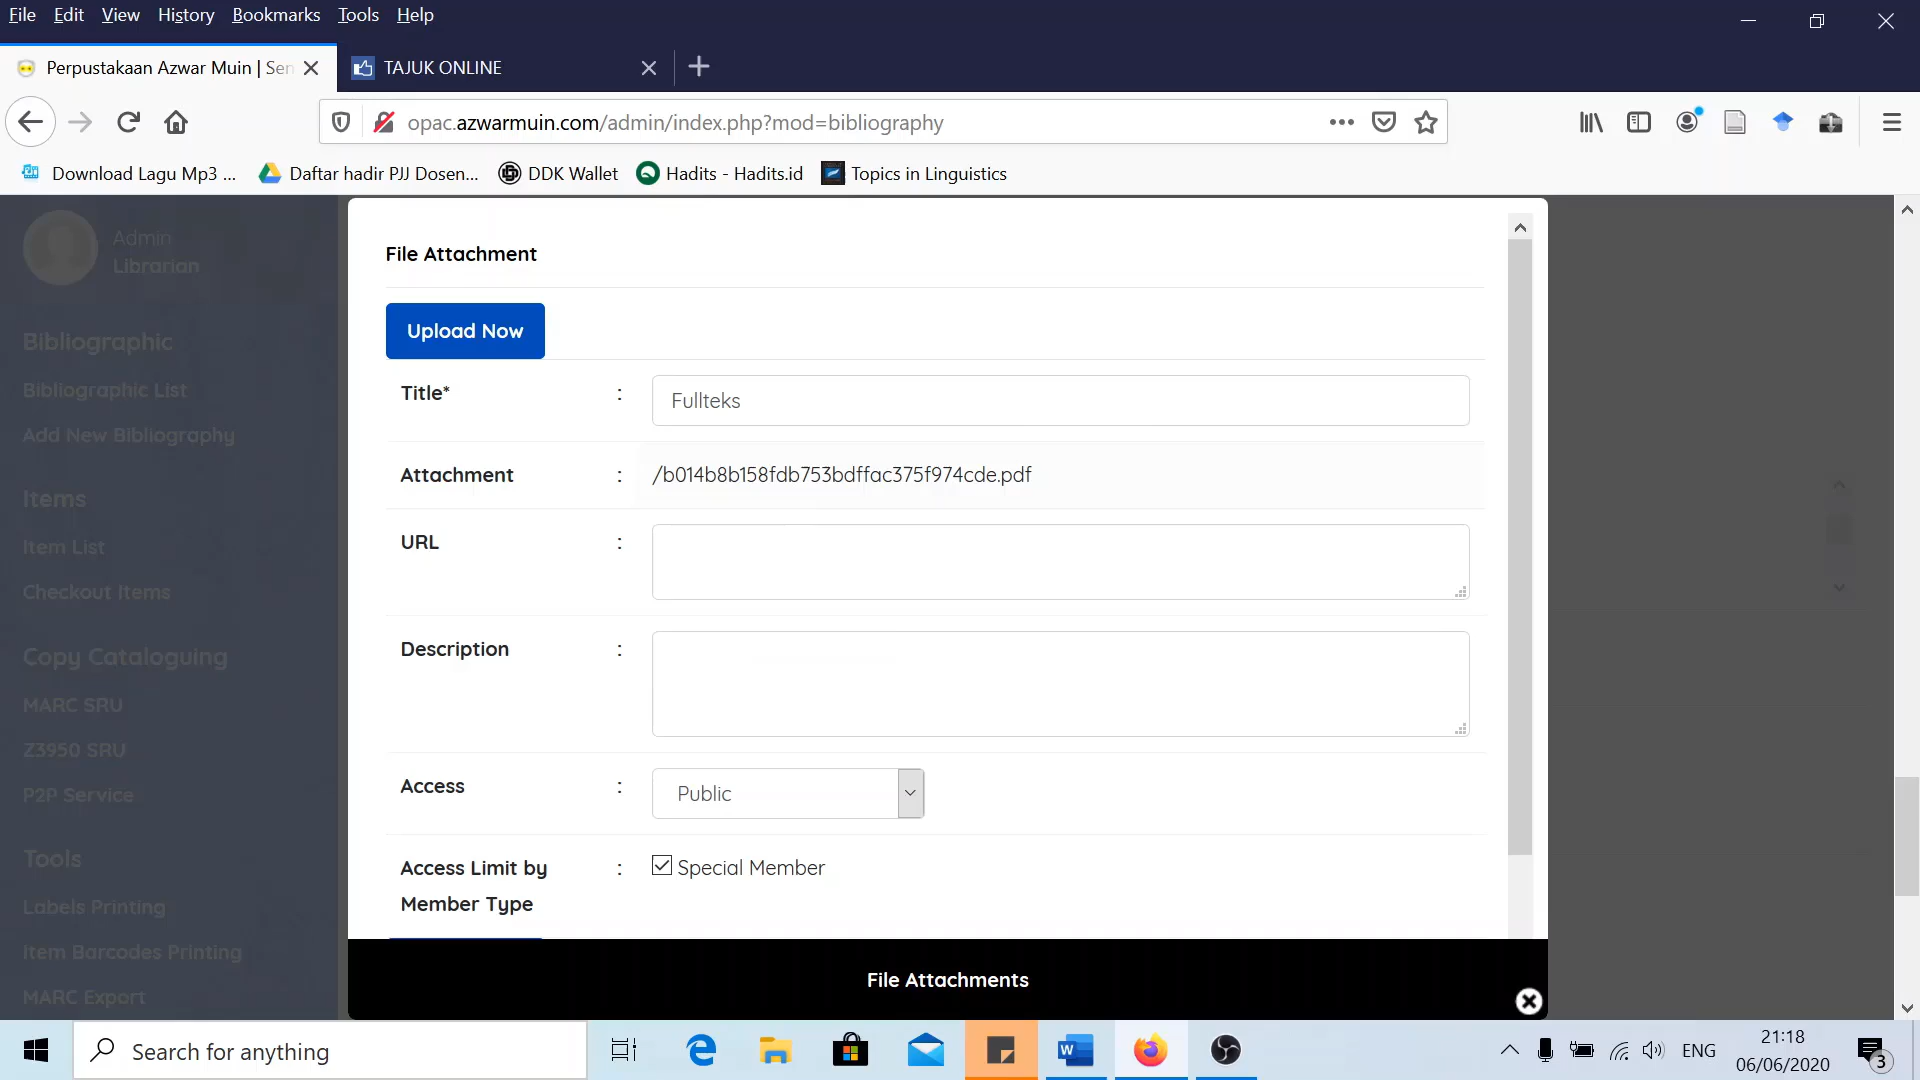 File Edit View History Bookmarks Tools Help
Perpustakaan Azwar Muin | Sen
TAJUK ONLINE
opac.azwarmuin.com/admin/index.php?mod=bibliography
Download Lagu Mp3 ...
Daftar hadir PJJ Dosen...
DDK Wallet
Hadits - Hadits.id
Topics in Linguistics
Admin
Librarian
Bibliographic
Bibliographic List
Add New Bibliography
Items
Item List
Checkout Items
Copy Cataloguing
MARC SRU
Z3950 SRU
P2P Service
Tools
Labels Printing
Item Barcodes Printing
MARC Export
File Attachment
Upload Now
Title* : Fullteks
Attachment : /b014b8b158fdb753bdffac375f974cde.pdf
URL :
Description :
Access : Public
Access Limit by : Special Member
Member Type
File Attachments
Search for anything
W
ENG
21:18
06/06/2020
3